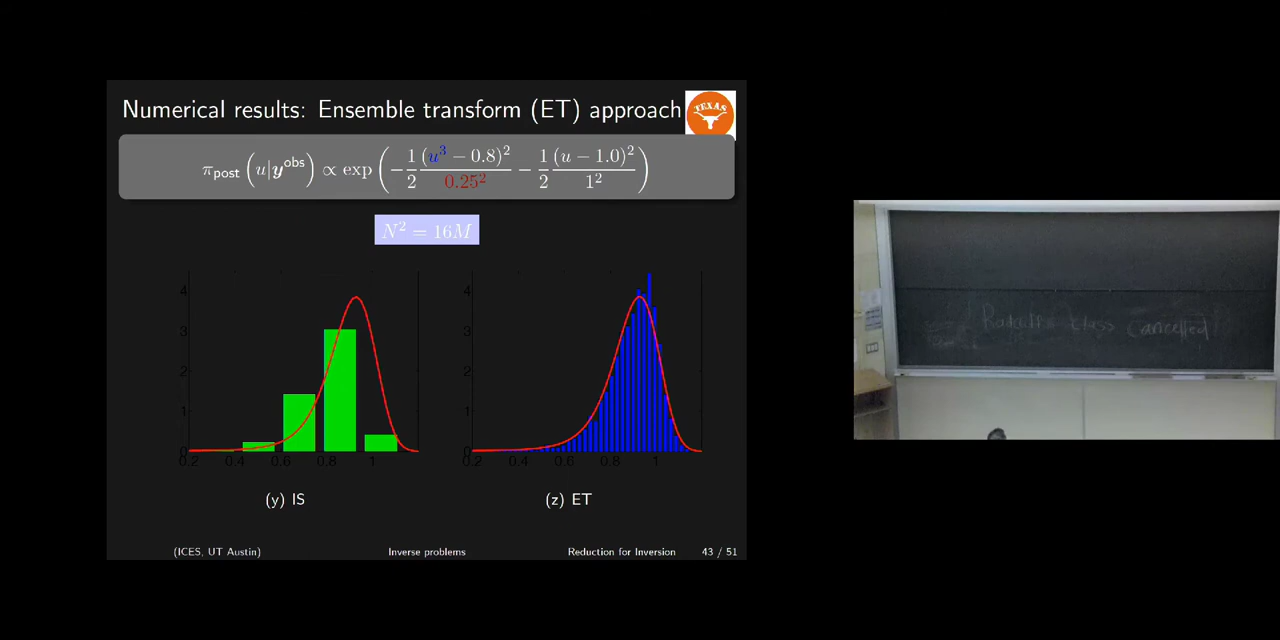 Numerical results: Ensemble transform (ET) approach
TEXAS
π_post (u|y^obs) ∝ exp( −1/2 (u³ − 0.8)²/0.25² − 1/2 (u − 1.0)²/1² )
N² = 16M
4
3
2
1
0
0.2 0.4 0.6 0.8 1
4
3
2
1
0
0.2 0.4 0.6 0.8 1
(y) IS
(z) ET
(ICES, UT Austin) Inverse problems Reduction for Inversion 43 / 51
class Cancelled